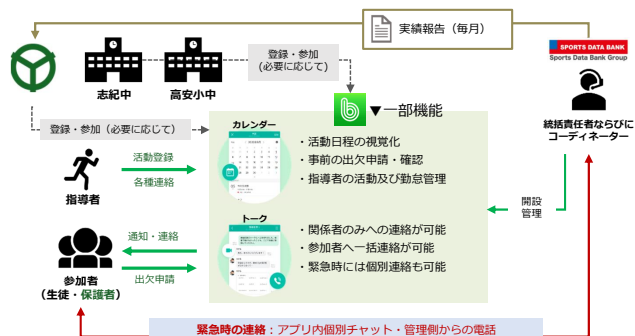 実績報告（毎月）
SPORTS DATA BANK
Sports Data Bank Group
志紀中
高安小中
登録・参加
(必要に応じて)
▼一部機能
統括責任者ならびに
コーディネーター
登録・参加（必要に応じて）
カレンダー
・活動日程の視覚化
・事前の出欠申請・確認
・指導者の活動及び勤怠管理
活動登録
各種連絡
指導者
開設
管理
トーク
・関係者のみへの連絡が可能
・参加者へ一括連絡が可能
・緊急時には個別連絡も可能
通知・連絡
出欠申請
参加者
（生徒・保護者）
緊急時の連絡：アプリ内個別チャット・管理側からの電話